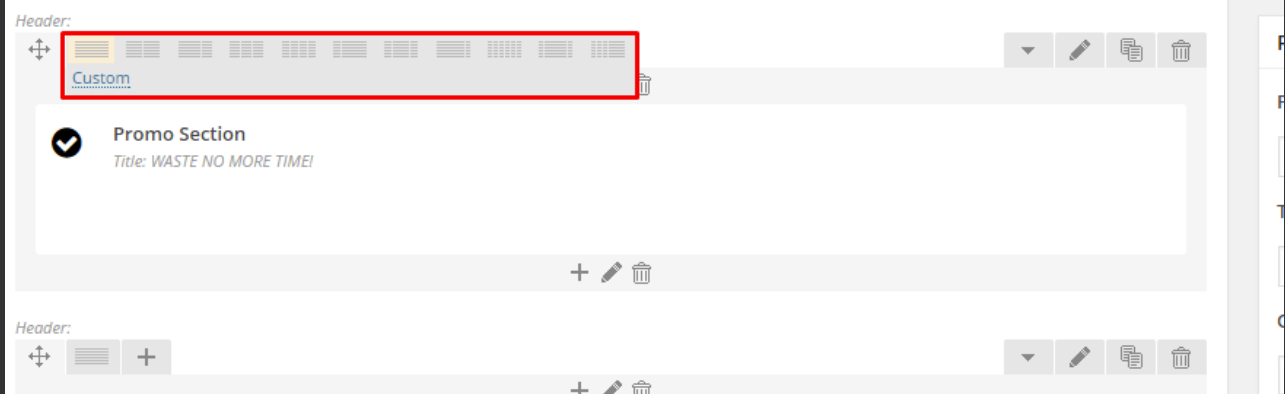 Header:
Custom
Promo Section
Title: WASTE NO MORE TIME!
Header: